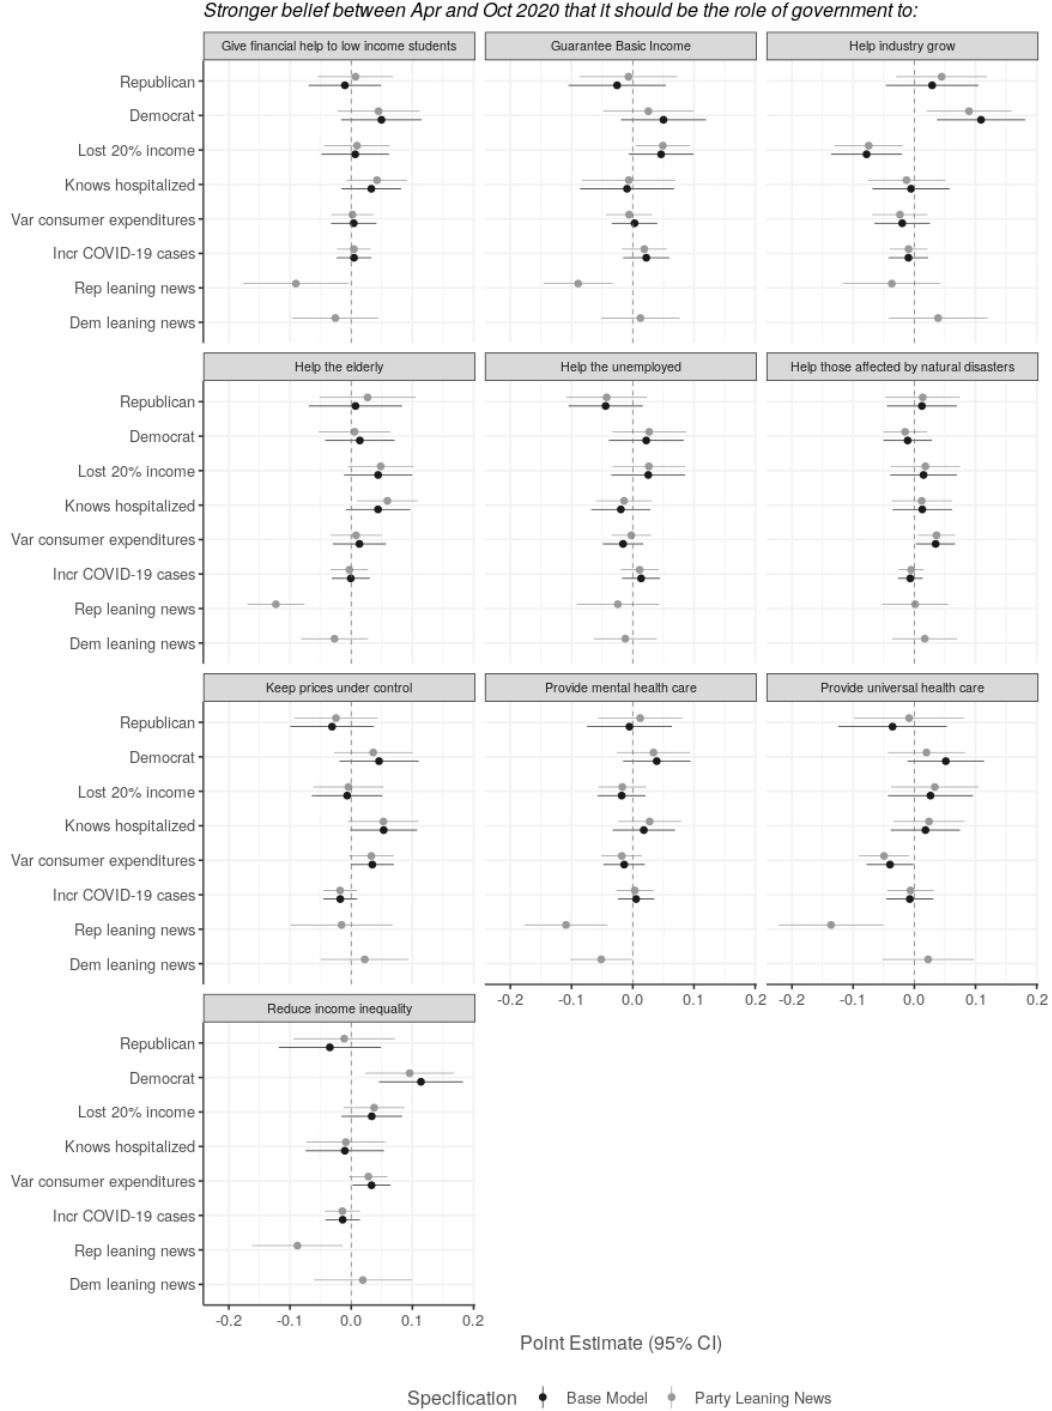 Stronger belief between Apr and Oct 2020 that it should be the role of government to:
Give financial help to low income students
Guarantee Basic Income
Help industry grow
Republican
Democrat
Lost 20% income
Knows hospitalized
Var consumer expenditures
Incr COVID-19 cases
Rep leaning news
Dem leaning news
Help the elderly
Help the unemployed
Help those affected by natural disasters
Republican
Democrat
Lost 20% income
Knows hospitalized
Var consumer expenditures
Incr COVID-19 cases
Rep leaning news
Dem leaning news
Keep prices under control
Provide mental health care
Provide universal health care
Republican
Democrat
Lost 20% income
Knows hospitalized
Var consumer expenditures
Incr COVID-19 cases
Rep leaning news
Dem leaning news
-0.2 -0.1 0.0 0.1 0.2
-0.2 -0.1 0.0 0.1 0.2
Reduce income inequality
Republican
Democrat
Lost 20% income
Knows hospitalized
Var consumer expenditures
Incr COVID-19 cases
Rep leaning news
Dem leaning news
-0.2 -0.1 0.0 0.1 0.2
Point Estimate (95% CI)
Specification Base Model Party Leaning News